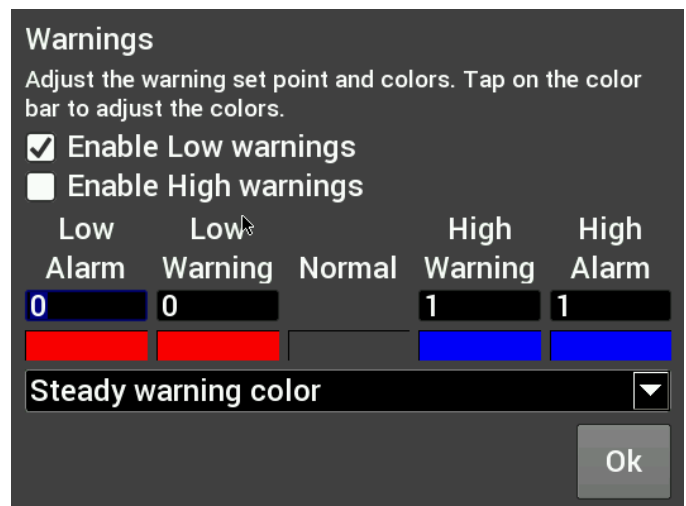 Warnings
Adjust the warning set point and colors. Tap on the color
bar to adjust the colors.
Enable Low warnings
Enable High warnings
Low Low High High
Alarm Warning Normal Warning Alarm
0 0 1 1
Steady warning color
Ok